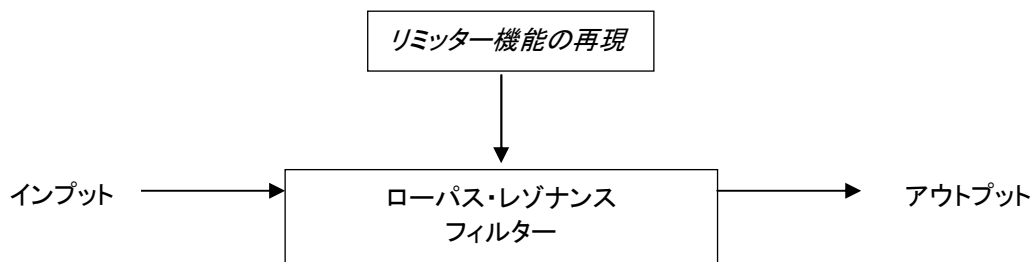 リミッター機能の再現
インプット
ローパス・レゾナンス
フィルター
アウトプット